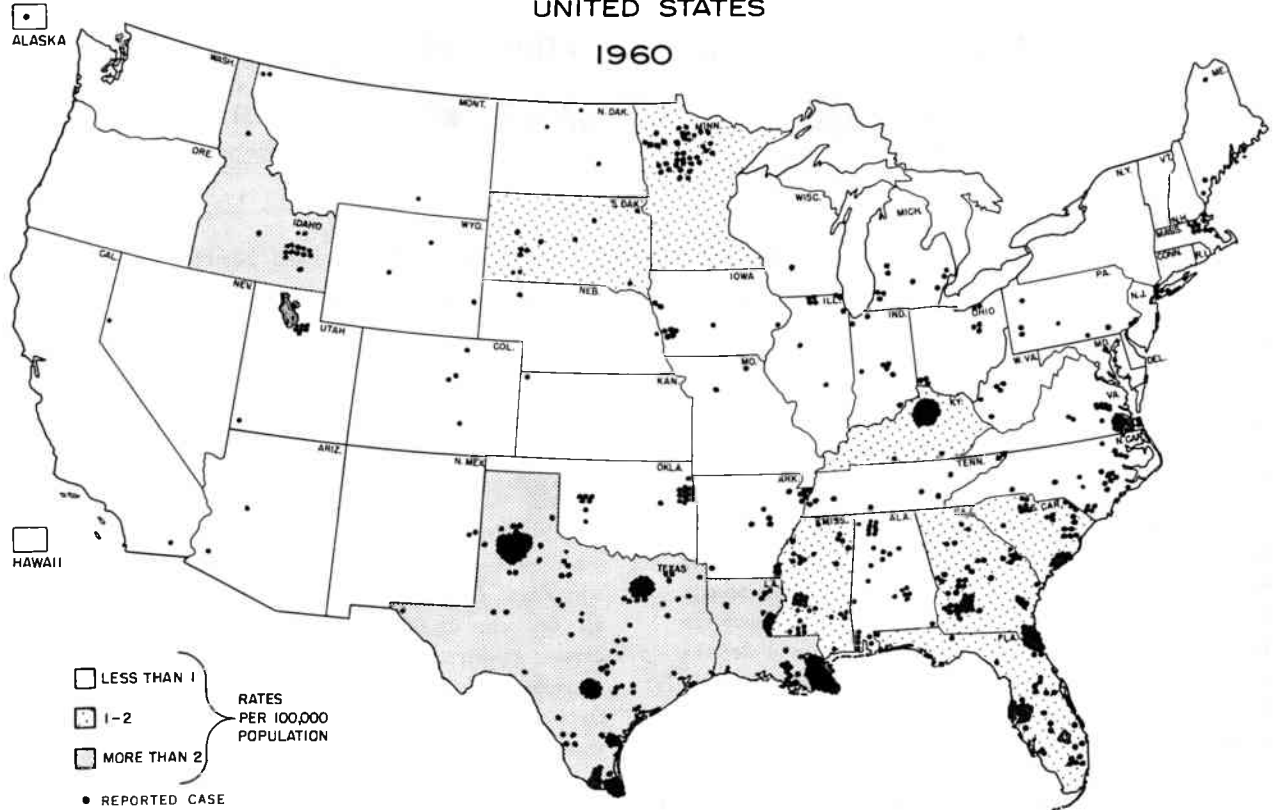 UNITED STATES
1960
ALASKA
HAWAII
WASH.
ORE.
CAL.
NEV.
IDAHO
MONT.
WYO.
UTAH
ARIZ.
COL.
N. MEX.
N. DAK.
S. DAK.
NEB.
KAN.
OKLA.
TEXAS
MINN.
IOWA
MO.
ARK.
LA.
WISC.
ILL.
MICH.
IND.
OHIO
KY.
TENN.
MISS.
ALA.
GA.
FLA.
S. CAR.
N. CAR.
VA.
W. VA.
MD.
DEL.
PA.
N.J.
N.Y.
CONN.
R.I.
MASS.
VT.
N.H.
ME.
LESS THAN 1
1-2
MORE THAN 2
RATES
PER 100,000
POPULATION
REPORTED CASE